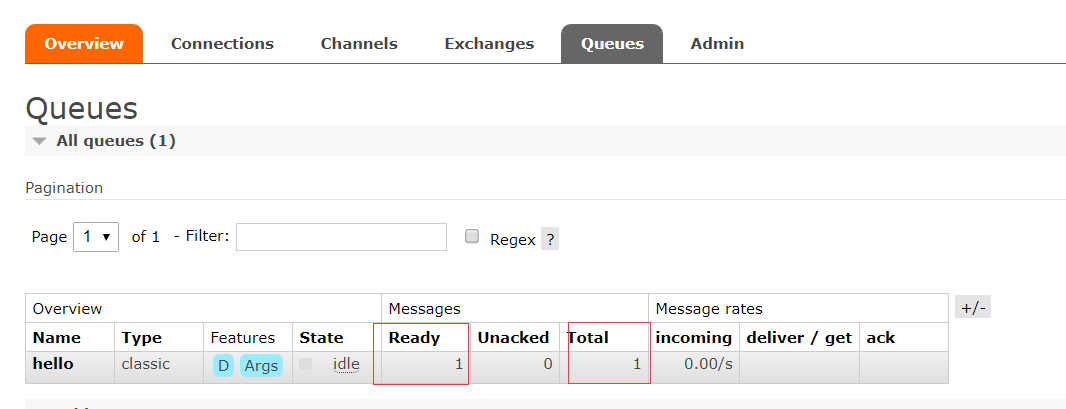 Overview Connections Channels Exchanges Queues Admin
Queues
All queues (1)
Pagination
Page 1 of 1 - Filter: Regex ?
Overview Messages Message rates +/-
Name Type Features State Ready Unacked Total incoming deliver / get ack
hello classic D Args idle 1 0 1 0.00/s